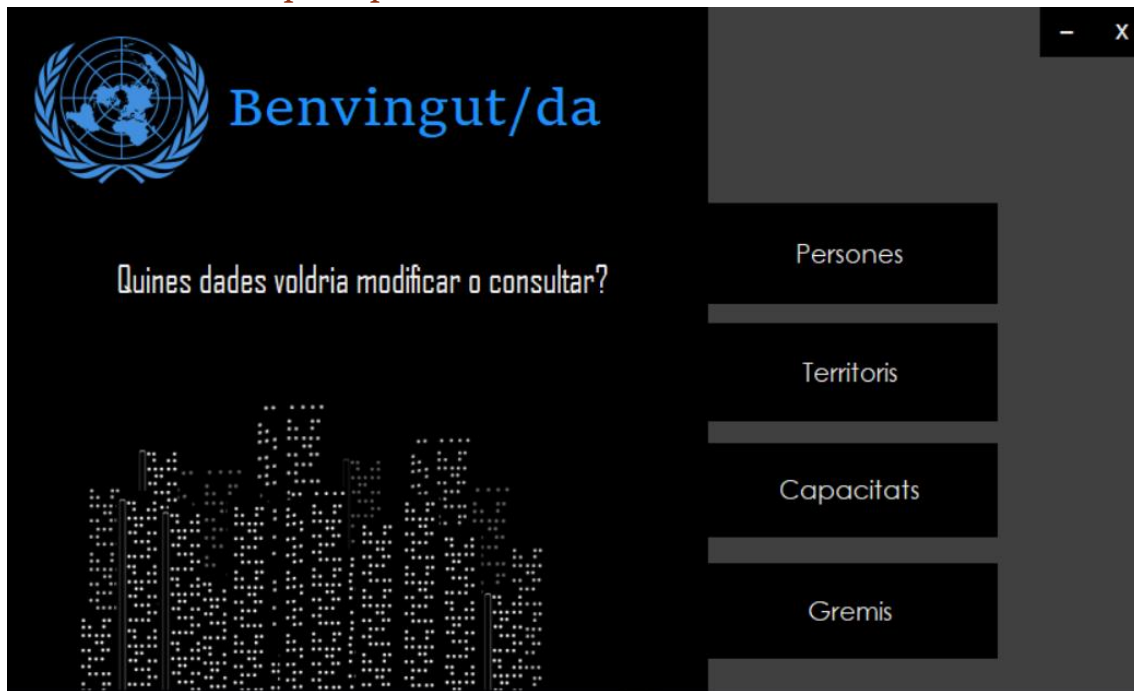 Benvingut/da
Quines dades voldria modificar o consultar?
Persones
Territoris
Capacitats
Gremis
– X